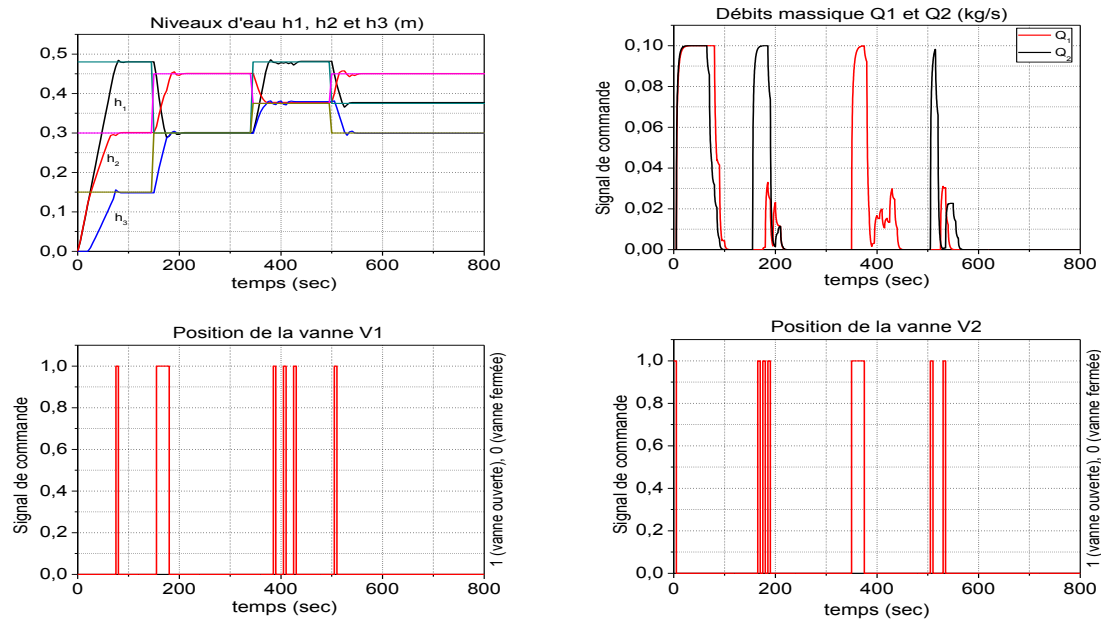 Niveaux d'eau h1, h2 et h3 (m)
0,5
0,4
0,3
0,2
0,1
0,0
h1
h2
h3
0 200 400 600 800
temps (sec)
Débits massique Q1 et Q2 (kg/s)
Signal de commande
0,10
0,08
0,06
0,04
0,02
0,00
Q1
Q2
0 200 400 600 800
temps (sec)
Position de la vanne V1
Signal de commande
1,0
0,8
0,6
0,4
0,2
0,0
0 200 400 600 800
temps (sec)
1 (vanne ouverte), 0 (vanne fermée)
Position de la vanne V2
Signal de commande
1,0
0,8
0,6
0,4
0,2
0,0
0 200 400 600 800
temps (sec)
1 (vanne ouverte), 0 (vanne fermée)